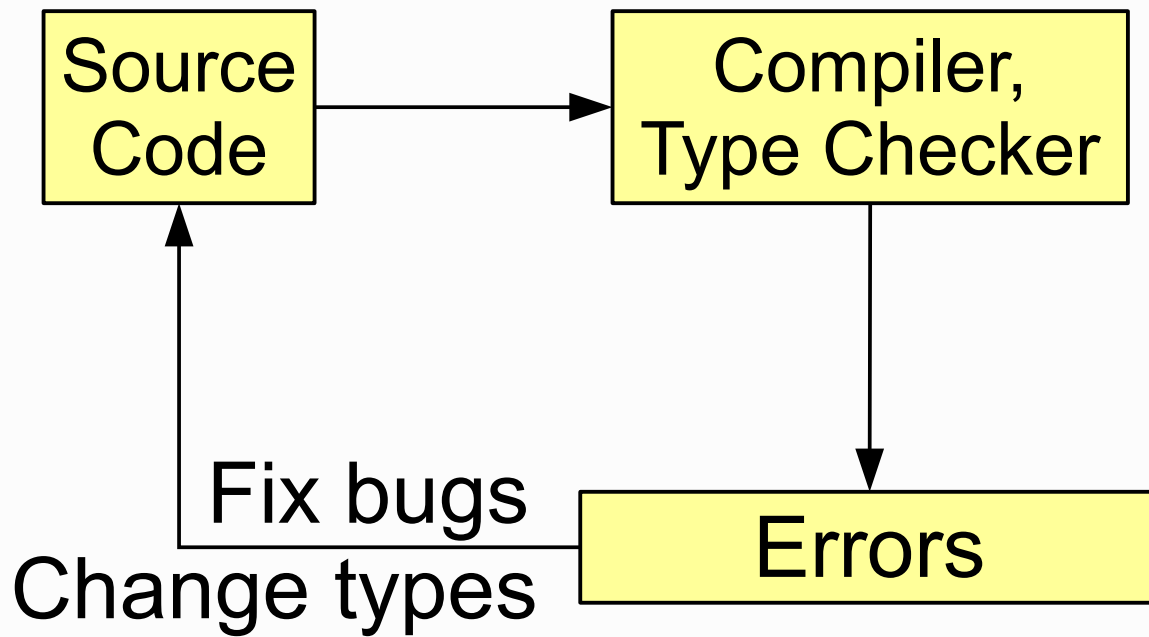 Source
Code
Compiler,
Type Checker
Fix bugs
Change types
Errors